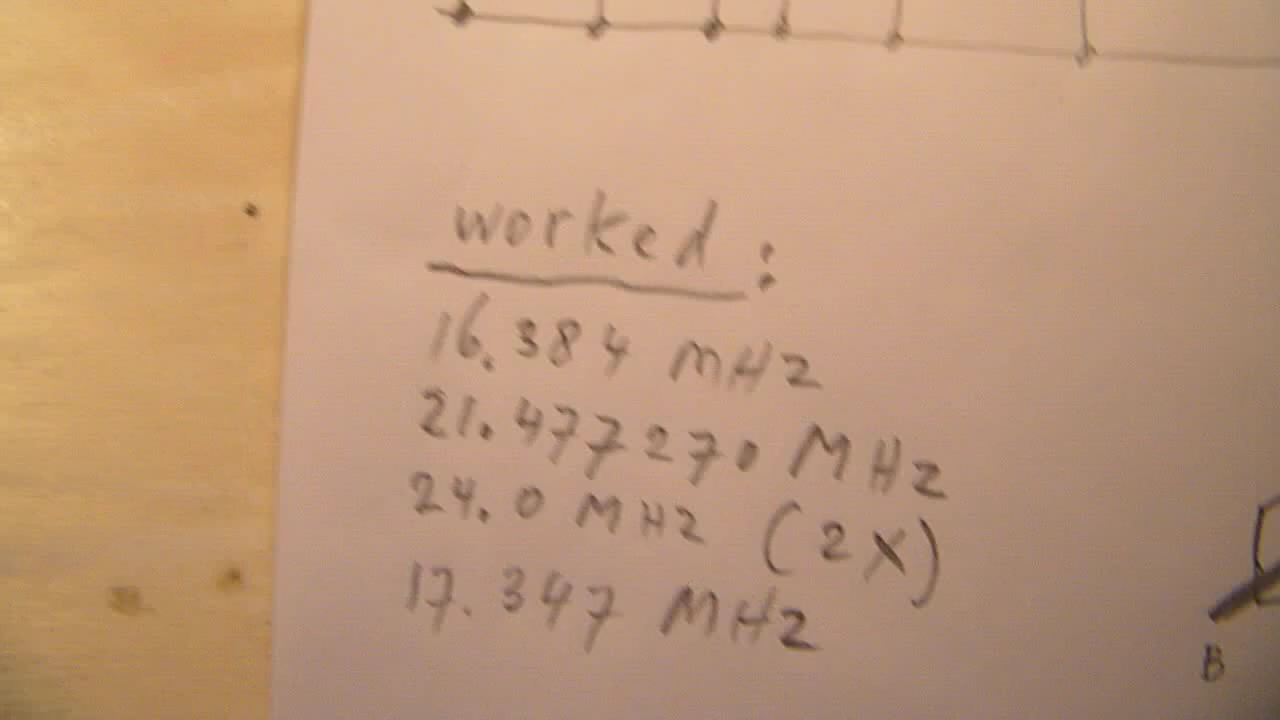 worked :
16.384 MHz
21.477270 MHz
24.0 MHz (2x)
17.347 MHz
B